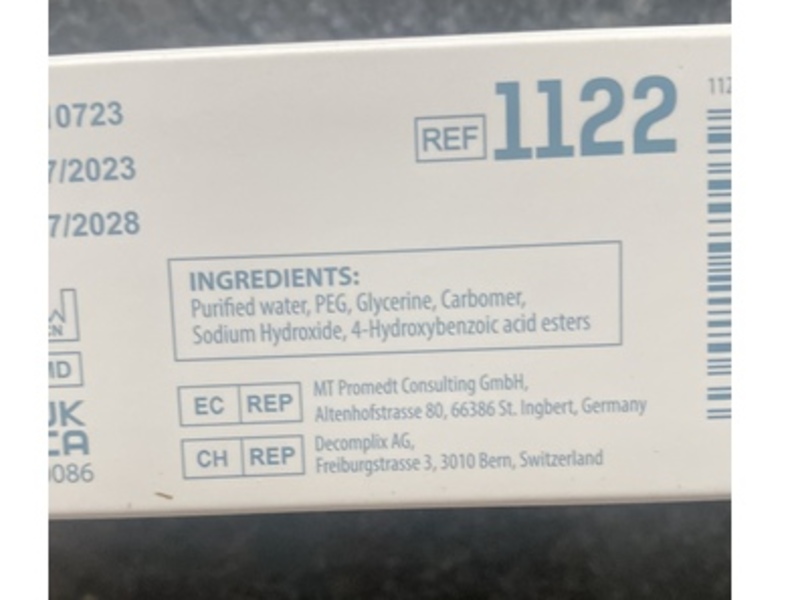 10723
7/2023
7/2028
REF 1122
112
INGREDIENTS:
Purified water, PEG, Glycerine, Carbomer,
Sodium Hydroxide, 4-Hydroxybenzoic acid esters
EN
MD
EC REP
MT Promedt Consulting GmbH,
Altenhofstrasse 80, 66386 St. Ingbert, Germany
UK
CA
0086
CH REP
Decomplix AG,
Freiburgstrasse 3, 3010 Bern, Switzerland